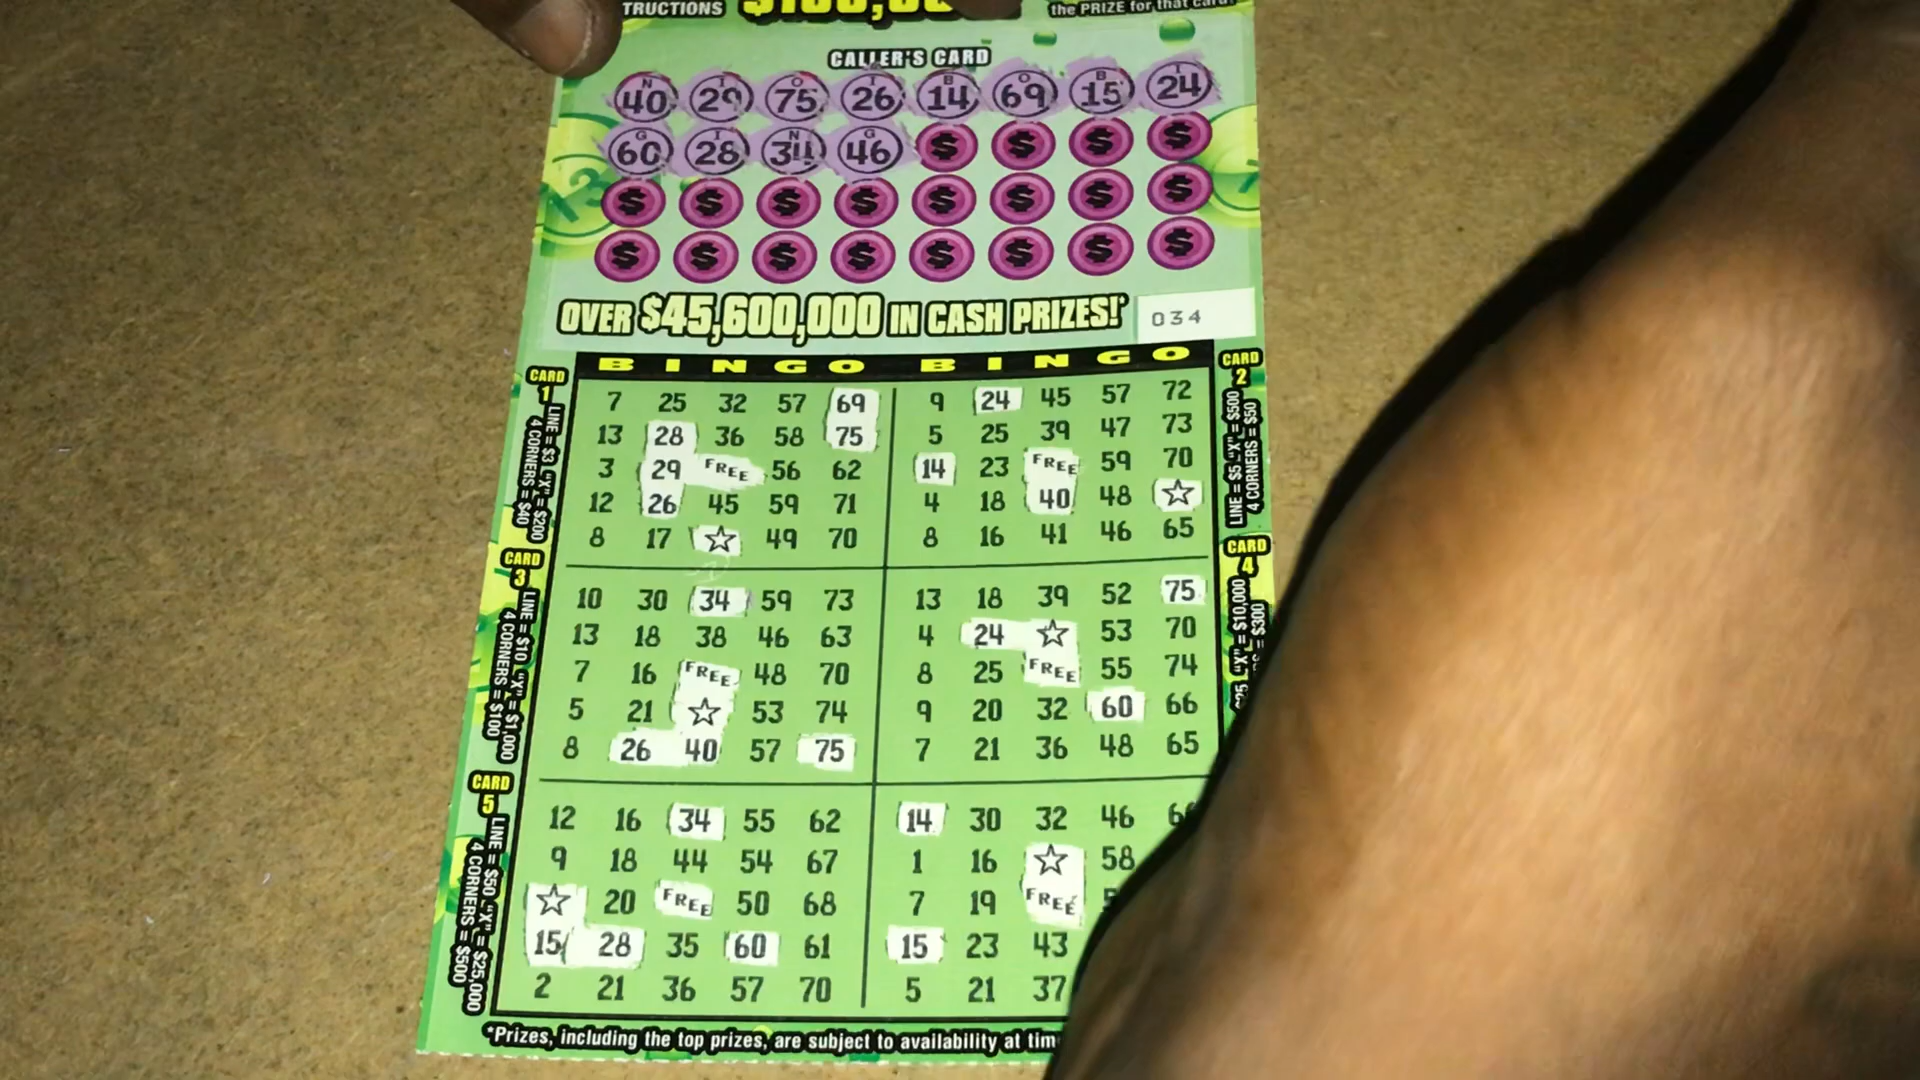 TRUCTIONS
the PRIZE for that card
CALLER'S CARD
N I O I B O B I
40 29 75 26 14 69 15 24
G I N G
60 28 34 46 $ $ $ $
$ $ $ $ $ $ $ $
$ $ $ $ $ $ $ $
OVER $45,600,000 IN CASH PRIZES!*
034
B I N G O B I N G O
CARD 1
LINE = $3 "X" = $200
4 CORNERS = $40
7 25 32 57 69
13 28 36 58 75
3 29 FREE 56 62
12 26 45 59 71
8 17 ☆ 49 70
CARD 2
LINE = $5 "X" = $500
4 CORNERS = $50
9 24 45 57 72
5 25 39 47 73
14 23 FREE 59 70
4 18 40 48 ☆
8 16 41 46 65
CARD 3
LINE = $10 "X" = $1,000
4 CORNERS = $100
10 30 34 59 73
13 18 38 46 63
7 16 FREE 48 70
5 21 ☆ 53 74
8 26 40 57 75
CARD 4
"X" = $10,000
= $300
13 18 39 52 75
4 24 ☆ 53 70
8 25 FREE 55 74
9 20 32 60 66
7 21 36 48 65
CARD 5
LINE = $50 "X" = $25,000
4 CORNERS = $500
12 16 34 55 62
9 18 44 54 67
☆ 20 FREE 50 68
15 28 35 60 61
2 21 36 57 70
14 30 32 46
1 16 ☆ 58
7 19 FREE
15 23 43
5 21 37
*Prizes, including the top prizes, are subject to availability at tim